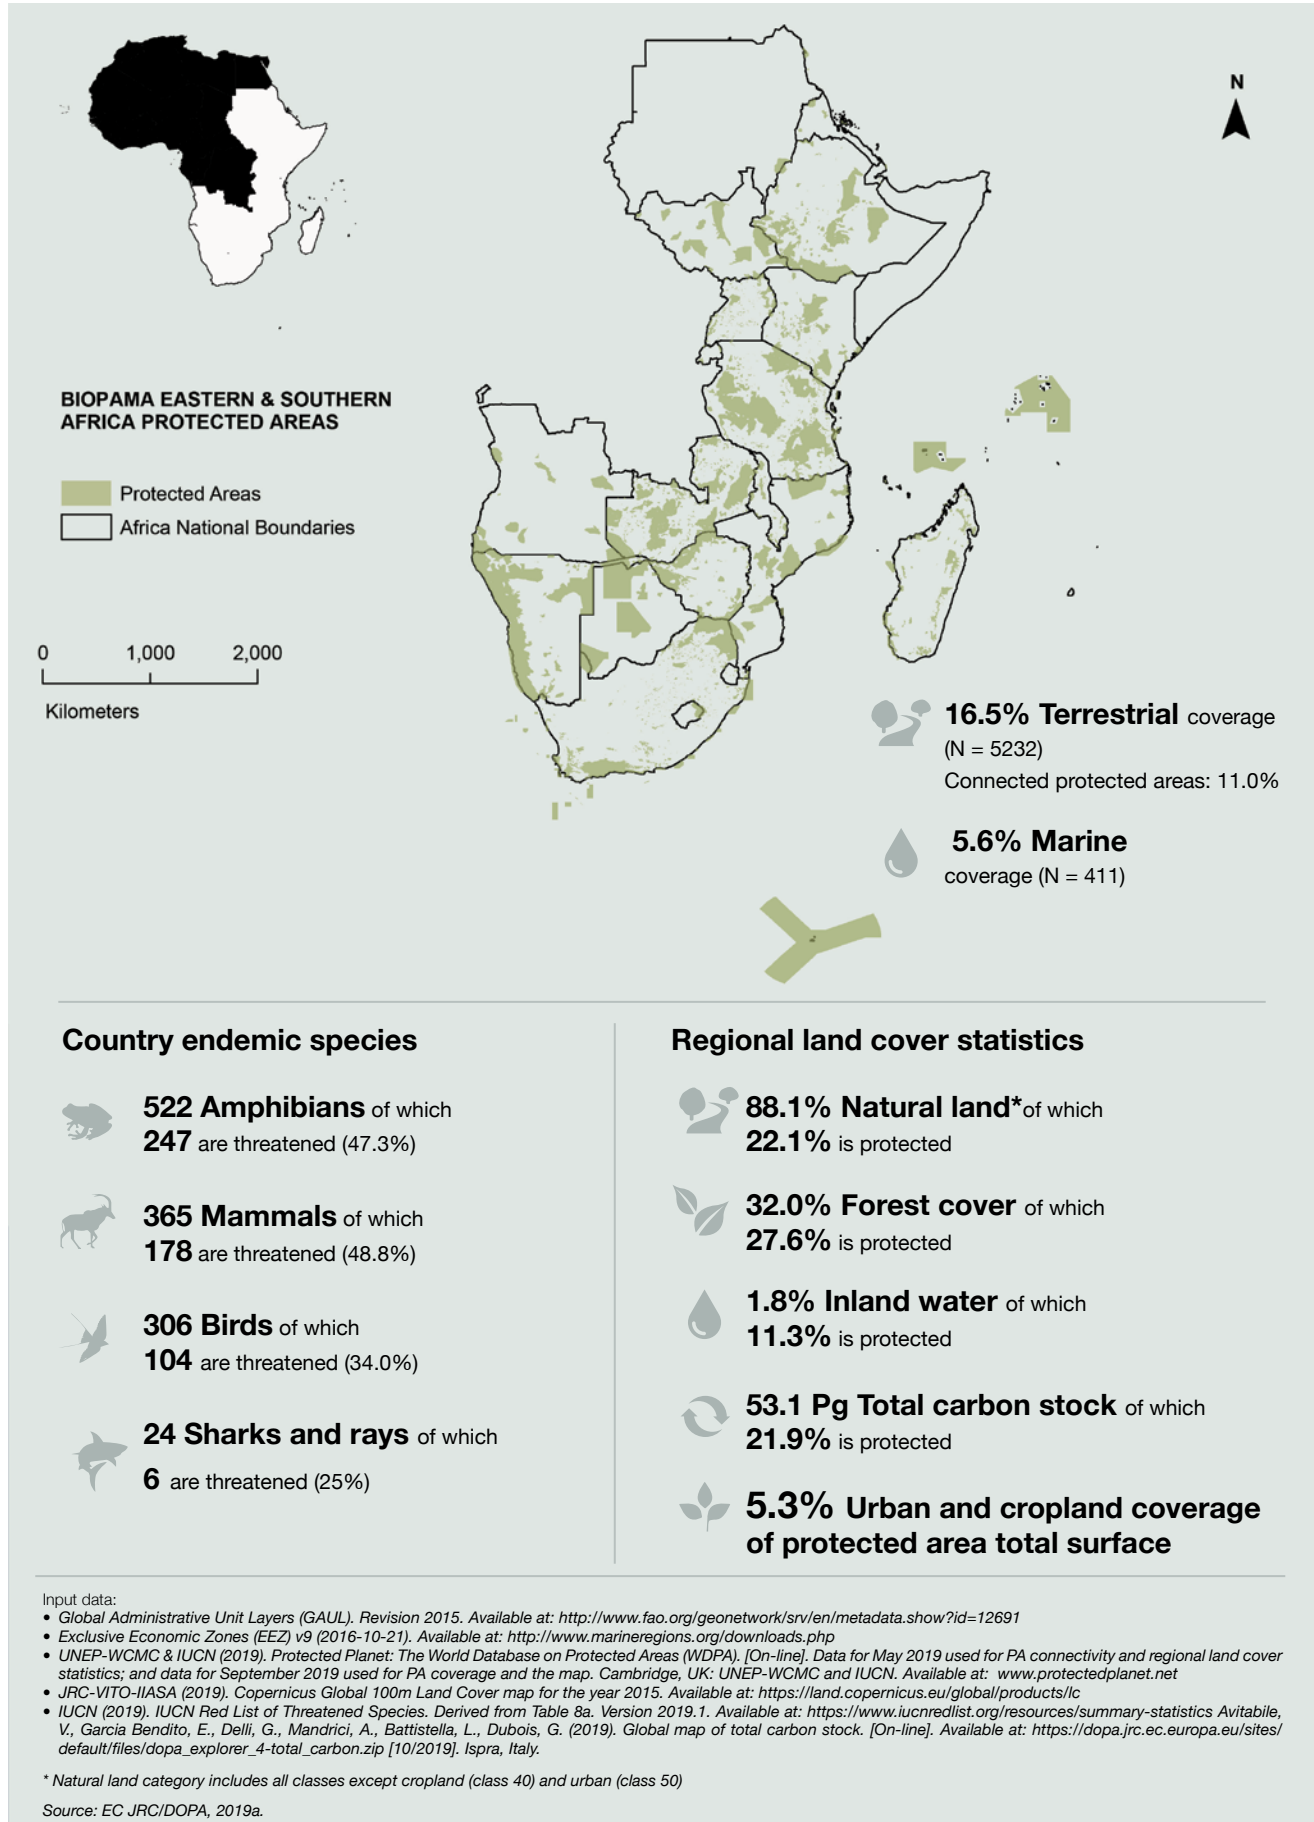 N
BIOPAMA EASTERN & SOUTHERN
AFRICA PROTECTED AREAS
Protected Areas
Africa National Boundaries
0 1,000 2,000
Kilometers
16.5% Terrestrial coverage
(N = 5232)
Connected protected areas: 11.0%
5.6% Marine
coverage (N = 411)
Country endemic species
522 Amphibians of which
247 are threatened (47.3%)
365 Mammals of which
178 are threatened (48.8%)
306 Birds of which
104 are threatened (34.0%)
24 Sharks and rays of which
6 are threatened (25%)
Regional land cover statistics
88.1% Natural land*of which
22.1% is protected
32.0% Forest cover of which
27.6% is protected
1.8% Inland water of which
11.3% is protected
53.1 Pg Total carbon stock of which
21.9% is protected
5.3% Urban and cropland coverage
of protected area total surface
Input data:
• Global Administrative Unit Layers (GAUL). Revision 2015. Available at: http://www.fao.org/geonetwork/srv/en/metadata.show?id=12691
• Exclusive Economic Zones (EEZ) v9 (2016-10-21). Available at: http://www.marineregions.org/downloads.php
• UNEP-WCMC & IUCN (2019). Protected Planet: The World Database on Protected Areas (WDPA). [On-line]. Data for May 2019 used for PA connectivity and regional land cover
statistics; and data for September 2019 used for PA coverage and the map. Cambridge, UK: UNEP-WCMC and IUCN. Available at: www.protectedplanet.net
• JRC-VITO-IIASA (2019). Copernicus Global 100m Land Cover map for the year 2015. Available at: https://land.copernicus.eu/global/products/lc
• IUCN (2019). IUCN Red List of Threatened Species. Derived from Table 8a. Version 2019.1. Available at: https://www.iucnredlist.org/resources/summary-statistics Avitabile,
V., Garcia Bendito, E., Delli, G., Mandrici, A., Battistella, L., Dubois, G. (2019). Global map of total carbon stock. [On-line]. Available at: https://dopa.jrc.ec.europa.eu/sites/
default/files/dopa_explorer_4-total_carbon.zip [10/2019]. Ispra, Italy.
* Natural land category includes all classes except cropland (class 40) and urban (class 50)
Source: EC JRC/DOPA, 2019a.